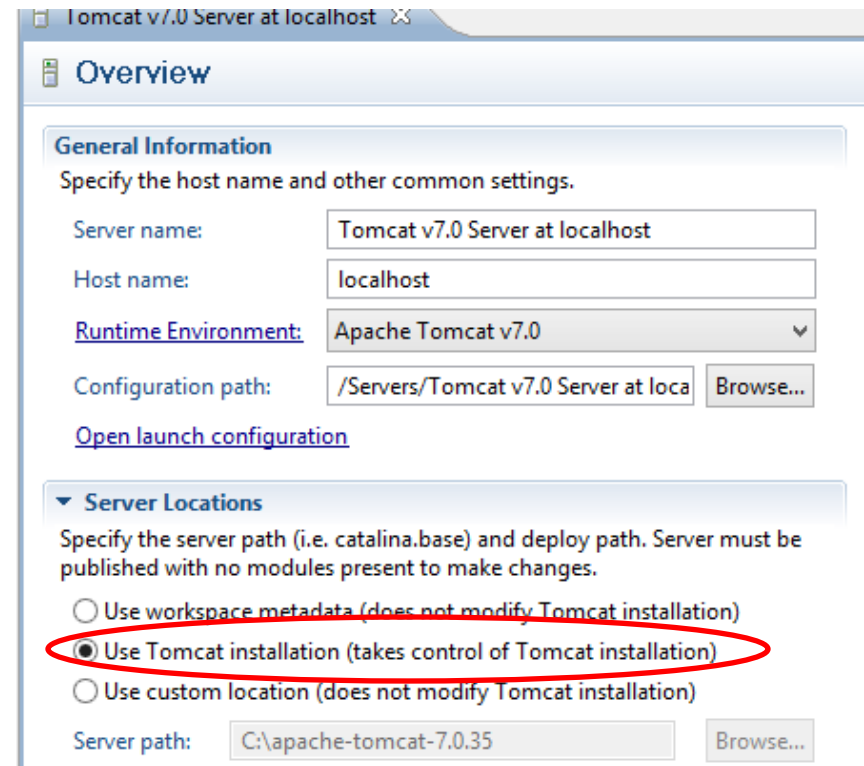 Tomcat v7.0 Server at localhost
Overview
General Information
Specify the host name and other common settings.
Server name: Tomcat v7.0 Server at localhost
Host name: localhost
Runtime Environment: Apache Tomcat v7.0
Configuration path: /Servers/Tomcat v7.0 Server at loca Browse...
Open launch configuration
Server Locations
Specify the server path (i.e. catalina.base) and deploy path. Server must be
published with no modules present to make changes.
Use workspace metadata (does not modify Tomcat installation)
Use Tomcat installation (takes control of Tomcat installation)
Use custom location (does not modify Tomcat installation)
Server path: C:\apache-tomcat-7.0.35 Browse...